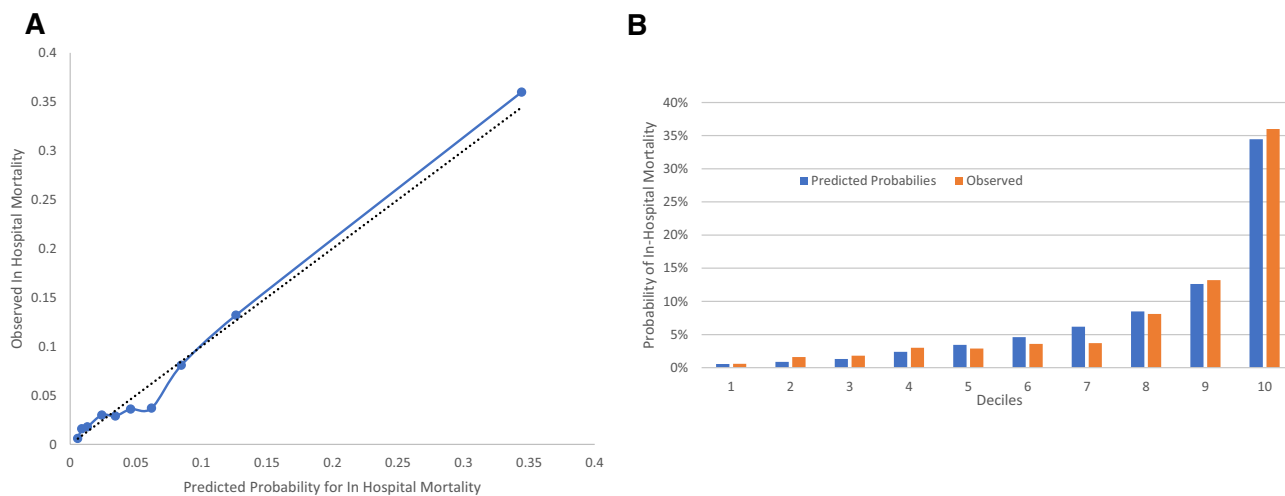 A
0.4
0.35
0.3
0.25
0.2
0.15
0.1
0.05
0
Observed In Hospital Mortality
0 0.05 0.1 0.15 0.2 0.25 0.3 0.35 0.4
Predicted Probability for In Hospital Mortality
B
40%
35%
30%
25%
20%
15%
10%
5%
0%
Probability of In-Hospital Mortality
Predicted Probabilies Observed
1 2 3 4 5 6 7 8 9 10
Deciles